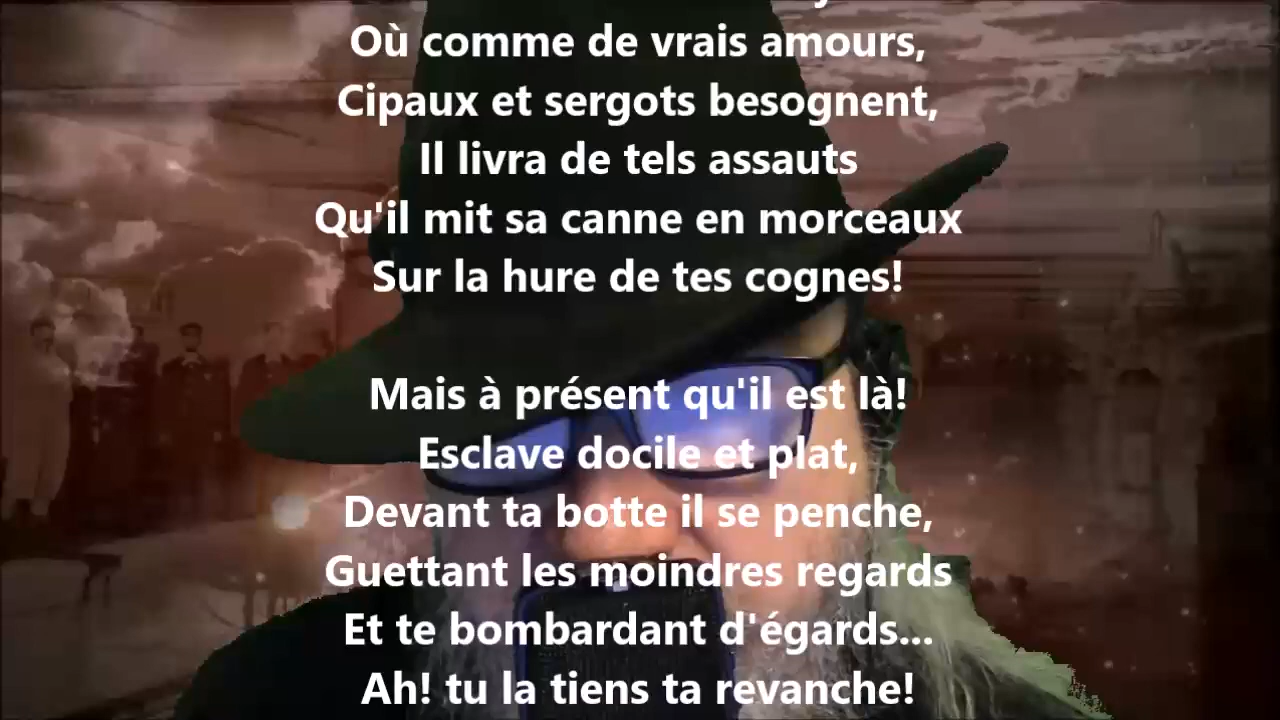 Où comme de vrais amours,
Cipaux et sergots besognent,
Il livra de tels assauts
Qu'il mit sa canne en morceaux
Sur la hure de tes cognes!
Mais à présent qu'il est là!
Esclave docile et plat,
Devant ta botte il se penche,
Guettant les moindres regards
Et te bombardant d'égards...
Ah! tu la tiens ta revanche!